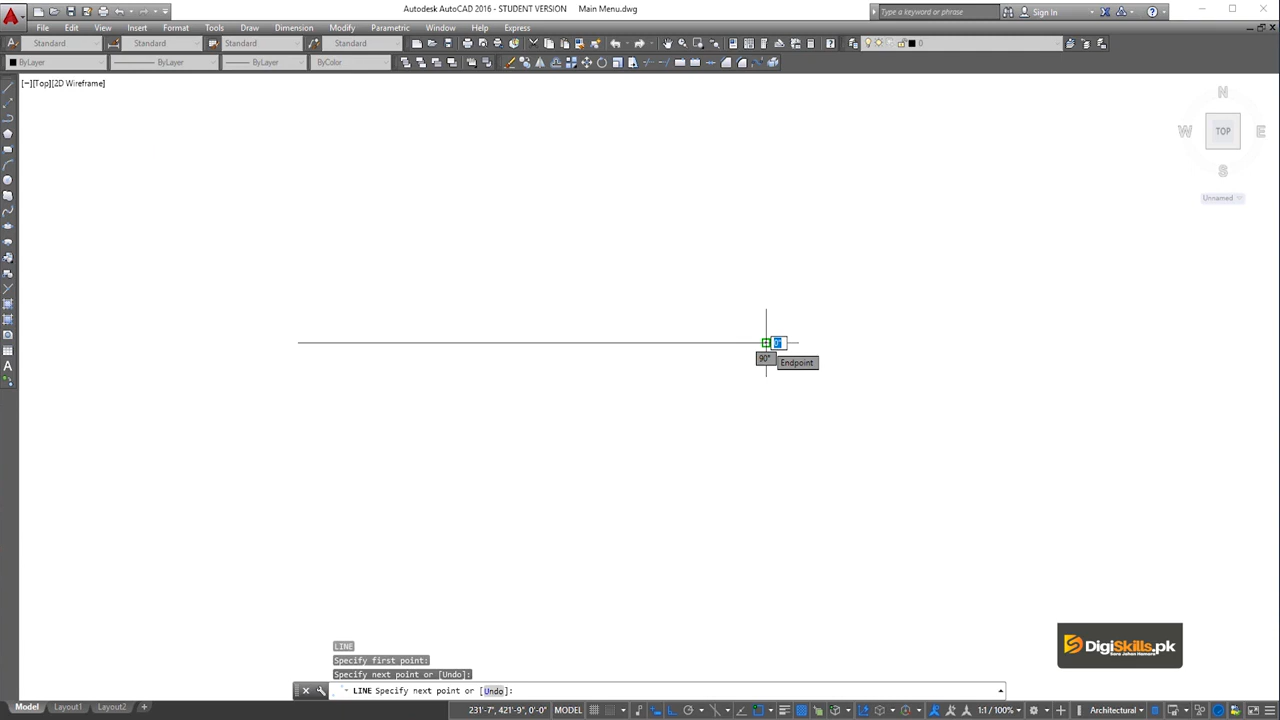 Autodesk AutoCAD 2016 - STUDENT VERSION Main Menu.dwg
Type a keyword or phrase
Sign In
File Edit View Insert Format Tools Draw Dimension Modify Parametric Window Help Express
Standard Standard Standard Standard 0
ByLayer ByLayer ByLayer ByColor
[−][Top][2D Wireframe]
N
W TOP E
S
Unnamed
0"
90°
Endpoint
DigiSkills.pk
LINE
Specify first point:
Specify next point or [Undo]:
LINE Specify next point or [Undo]:
Model Layout1 Layout2 +
231'-7", 421'-9", 0'-0" MODEL 1:1 / 100% Architectural